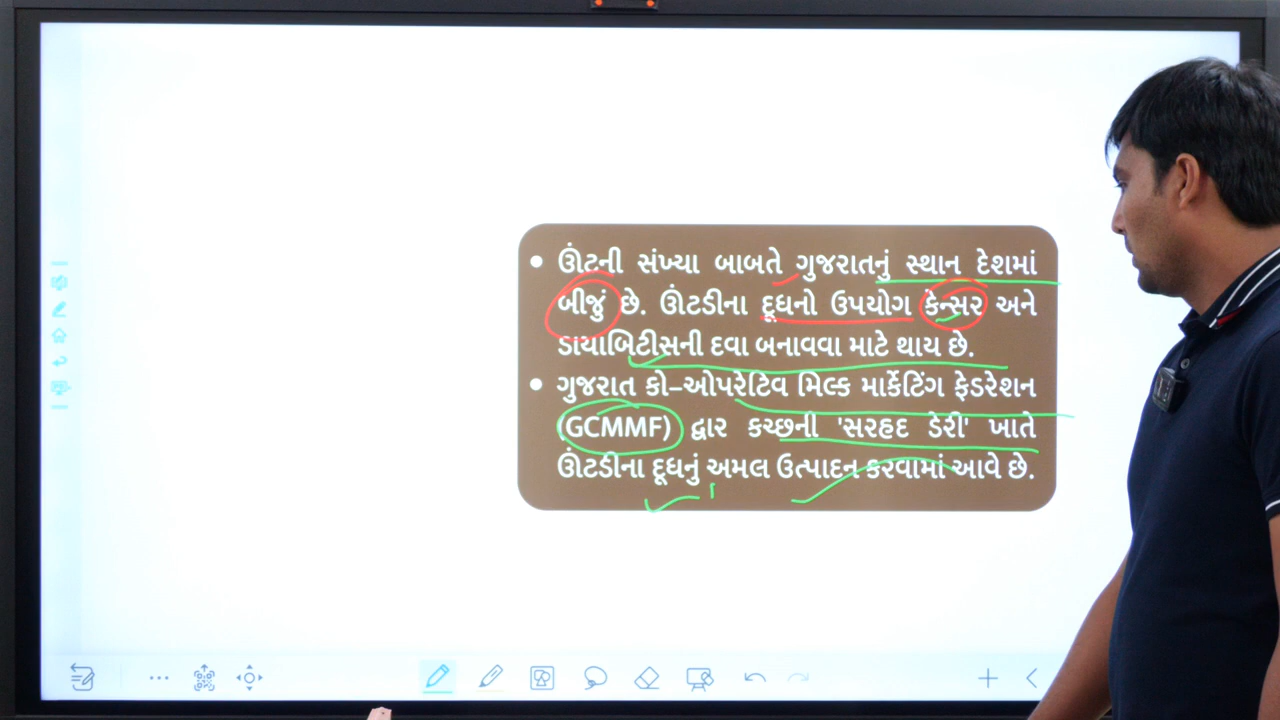 • ઊંટની સંખ્યા બાબતે ગુજરાતનું સ્થાન દેશમાં
બીજું છે. ઊંટડીના દૂધનો ઉપયોગ કેન્સર અને
ડાયાબિટીસની દવા બનાવવા માટે થાય છે.
• ગુજરાત કો-ઓપરેટિવ મિલ્ક માર્કેટિંગ ફેડરેશન
(GCMMF) દ્વાર કચ્છની 'સરહદ ડેરી' ખાતે
ઊંટડીના દૂધનું અમલ ઉત્પાદન કરવામાં આવે છે.